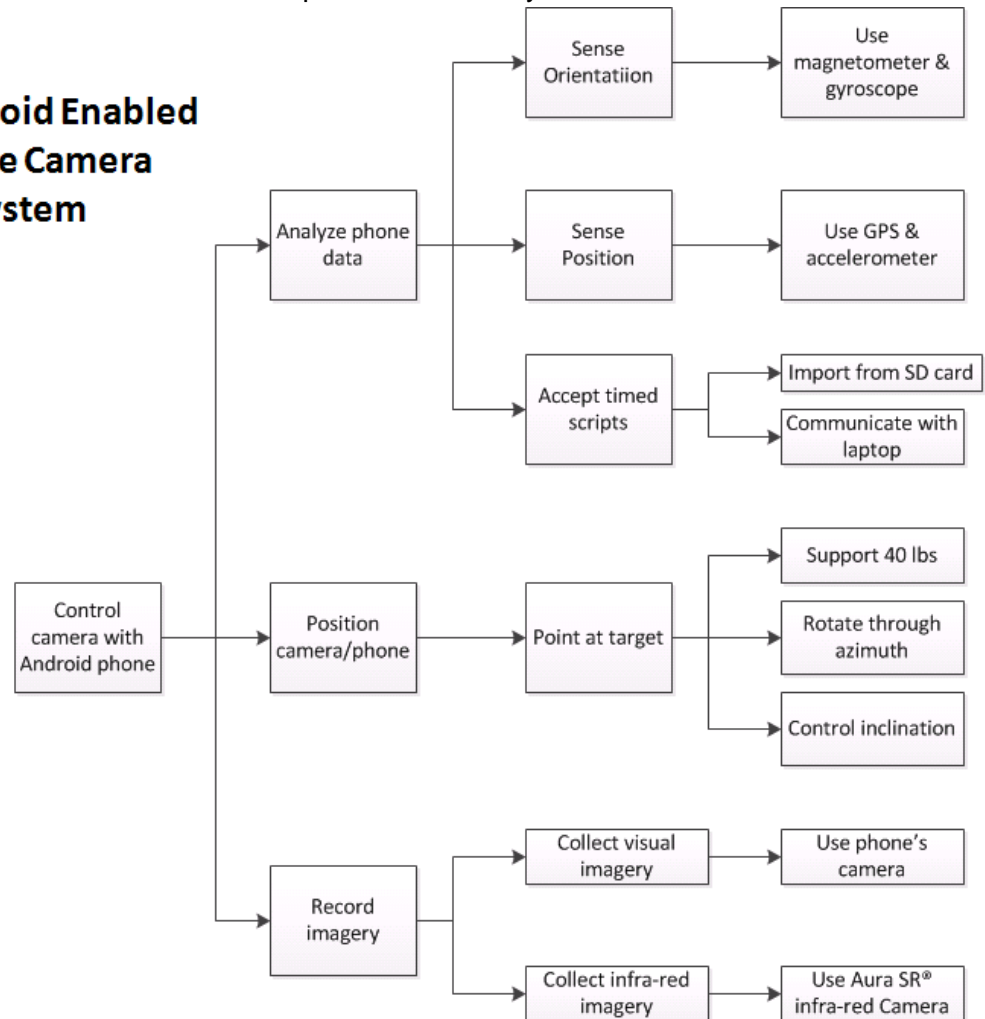 oid Enabled
e Camera
ystem
Sense
Orientatiion
Use
magnetometer &
gyroscope
Analyze phone
data
Sense
Position
Use GPS &
accelerometer
Accept timed
scripts
Import from SD card
Communicate with
laptop
Control
camera with
Android phone
Position
camera/phone
Point at target
Support 40 lbs
Rotate through
azimuth
Control inclination
Record
imagery
Collect visual
imagery
Use phone's
camera
Collect infra-red
imagery
Use Aura SR®
infra-red Camera